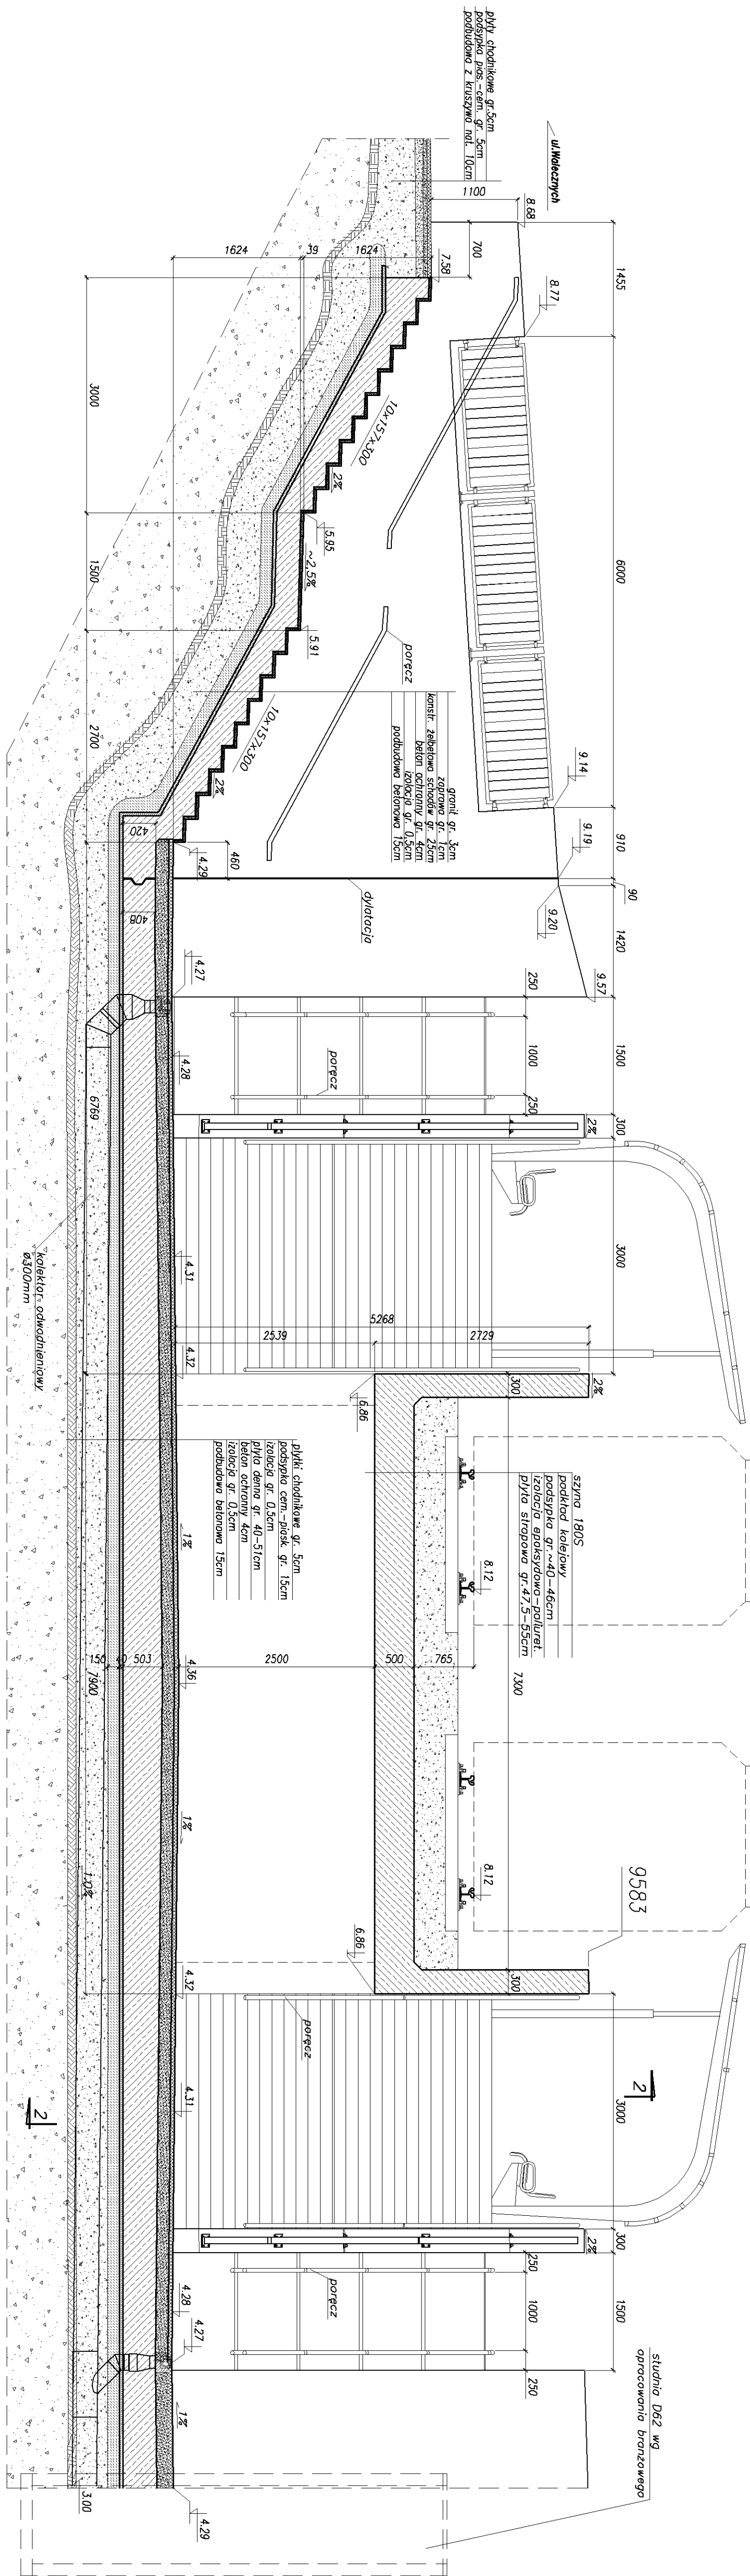 ul.Walecznych
płyty chodnikowe gr.5cm
podsypka pias.-cem. gr. 5cm
podbudowa z kruszywa nat. 10cm
1100
8.68
700
7.58
1455
8.77
6000
9.14
910
9.19
90
9.20
1420
9.57
1500
300
3000
1624
39
1624
3000
1500
2700
10x157x300
2%
5.95
~2,5%
5.91
10x157x300
2%
poręcz
granit gr. 3cm
zaprawa gr. 1cm
konstr. żelbetowa schodów gr. 25cm
beton ochronny gr. 4cm
izolacja gr. 0,5cm
podbudowa betonowa 15cm
420
408
4.29
460
dylatacja
4.27
4.28
250
1000
250
poręcz
2%
6769
kolektor odwodnieniowy
ø300mm
4.31
4.32
5268
2539
2729
300
2%
6.86
szyna 180S
podkład kolejowy
podsypka gr.~40-46cm
izolacja epoksydowo-poliuret.
płyta stropowa gr.47,5-55cm
płytki chodnikowe gr. 5cm
podsypka cem.-piask. gr. 15cm
izolacja gr. 0,5cm
płyta denna gr. 40-51cm
beton ochronny 4cm
izolacja gr. 0,5cm
podbudowa betonowa 15cm
1%
8.12
7300
150
40
503
2500
500
765
4.36
7900
1%
1.0%
8.12
9583
6.86
300
4.32
poręcz
4.31
2
2
3000
300
2%
1500
250
1000
250
poręcz
4.28
4.27
1%
studnia D62 wg
opracowania branżowego
3.00
4.29